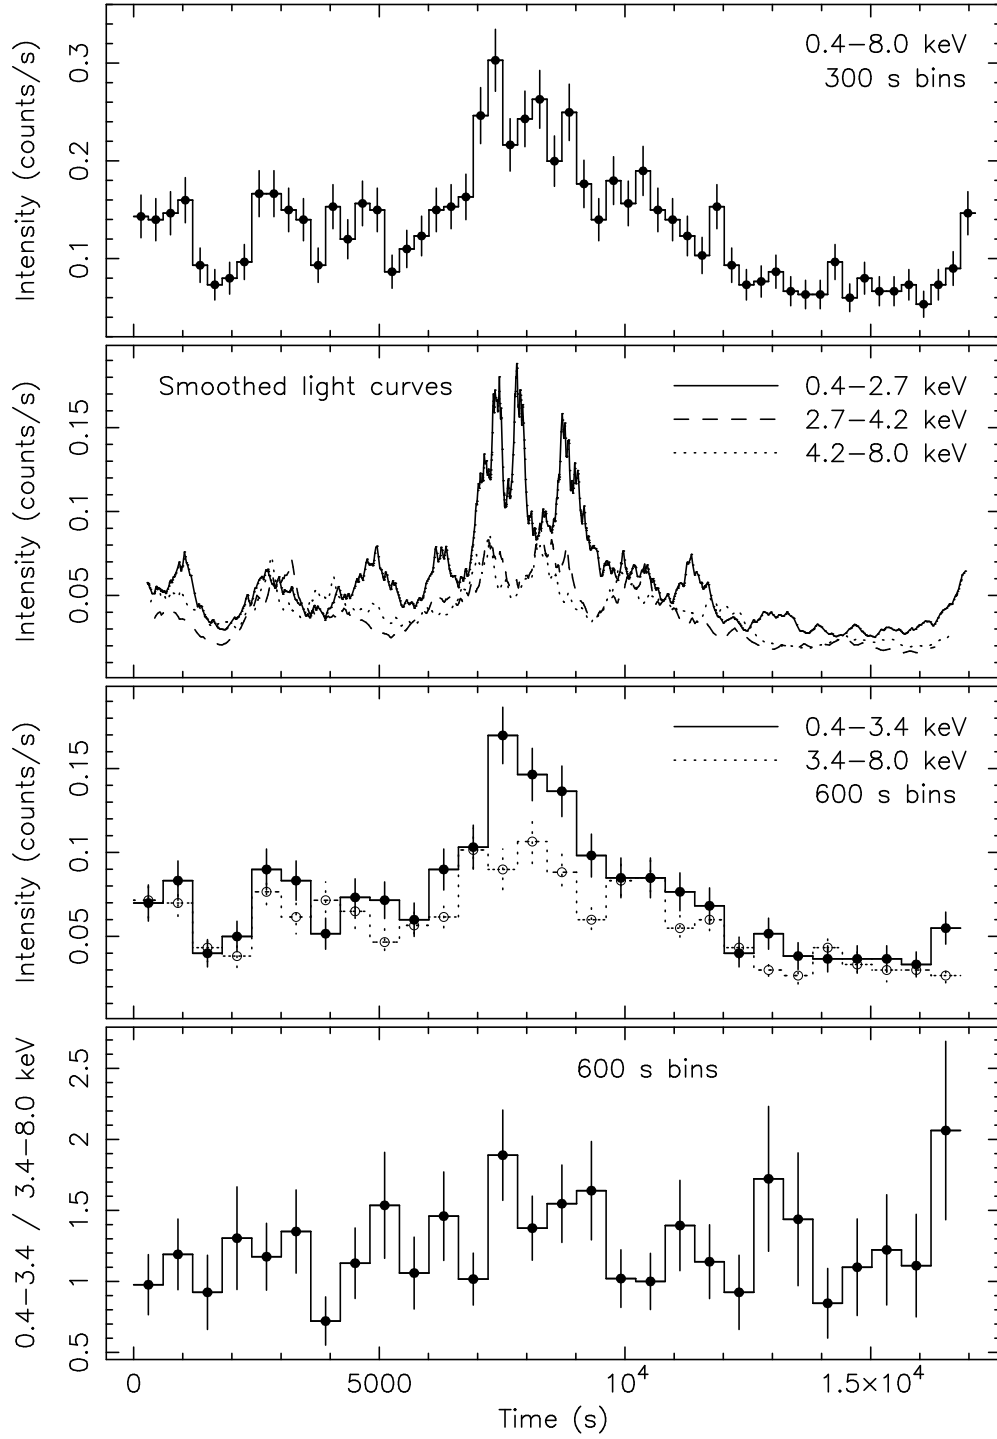 0.4−8.0 keV
300 s bins
Intensity (counts/s)
0.3
0.2
0.1
Smoothed light curves
0.4−2.7 keV
2.7−4.2 keV
4.2−8.0 keV
Intensity (counts/s)
0.15
0.1
0.05
0.4−3.4 keV
3.4−8.0 keV
600 s bins
Intensity (counts/s)
0.15
0.1
0.05
600 s bins
0.4−3.4 / 3.4−8.0 keV
2.5
2
1.5
1
0.5
0 5000 10⁴ 1.5×10⁴
Time (s)